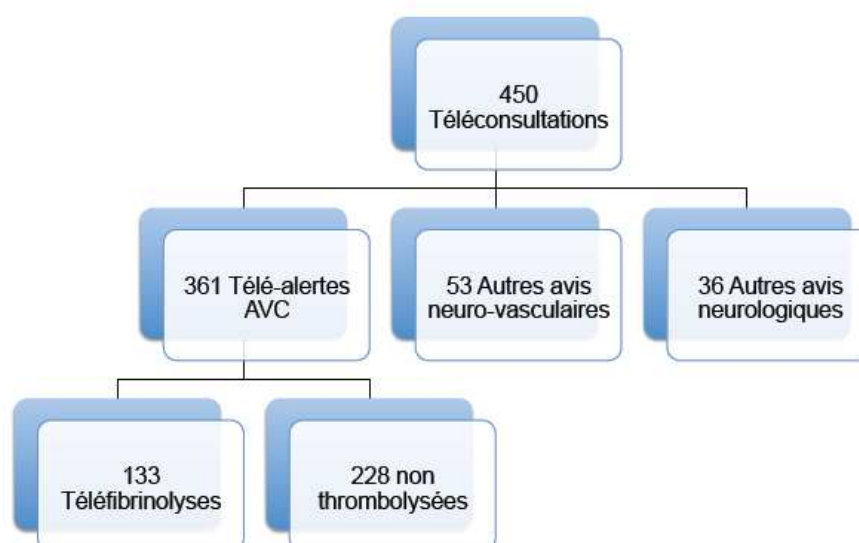 450
Téléconsultations
361 Télé-alertes
AVC
53 Autres avis
neuro-vasculaires
36 Autres avis
neurologiques
133
Téléfibrinolyses
228 non
thrombolysées